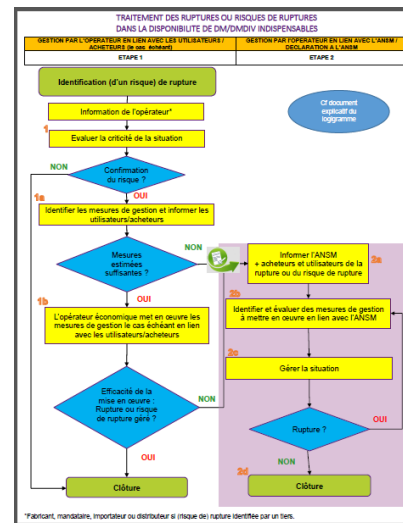 TRAITEMENT DES RUPTURES OU RISQUES DE RUPTURES
DANS LA DISPONIBILITE DE DM/DMDIV INDISPENSABLES
GESTION PAR L'OPERATEUR EN LIEN AVEC LES UTILISATEURS /
ACHETEURS (le cas échéant)
GESTION PAR l'OPERATEUR EN LIEN AVEC L'ANSM /
DECLARATION A L'ANSM
ETAPE 1
ETAPE 2
Identification (d'un risque) de rupture
Information de l'opérateur*
Cf document
explicatif du
logigramme
1
Evaluer la criticité de la situation
NON
Confirmation
du risque ?
OUI
1a
Identifier les mesures de gestion et informer les
utilisateurs/acheteurs
Mesures
estimées
suffisantes ?
NON
OUI
2a
Informer l'ANSM
+ acheteurs et utilisateurs de la
rupture ou du risque de rupture
1b
L'opérateur économique met en œuvre les
mesures de gestion le cas échéant en lien
avec les utilisateurs/acheteurs
2b
Identifier et évaluer des mesures de gestion
à mettre en œuvre en lien avec l'ANSM
2c
Gérer la situation
Efficacité de la
mise en œuvre :
Rupture ou risque
de rupture géré ?
NON
OUI
Rupture ?
OUI
NON
2d
Clôture
Clôture
*Fabricant, mandataire, importateur ou distributeur si (risque de) rupture identifiée par un tiers.